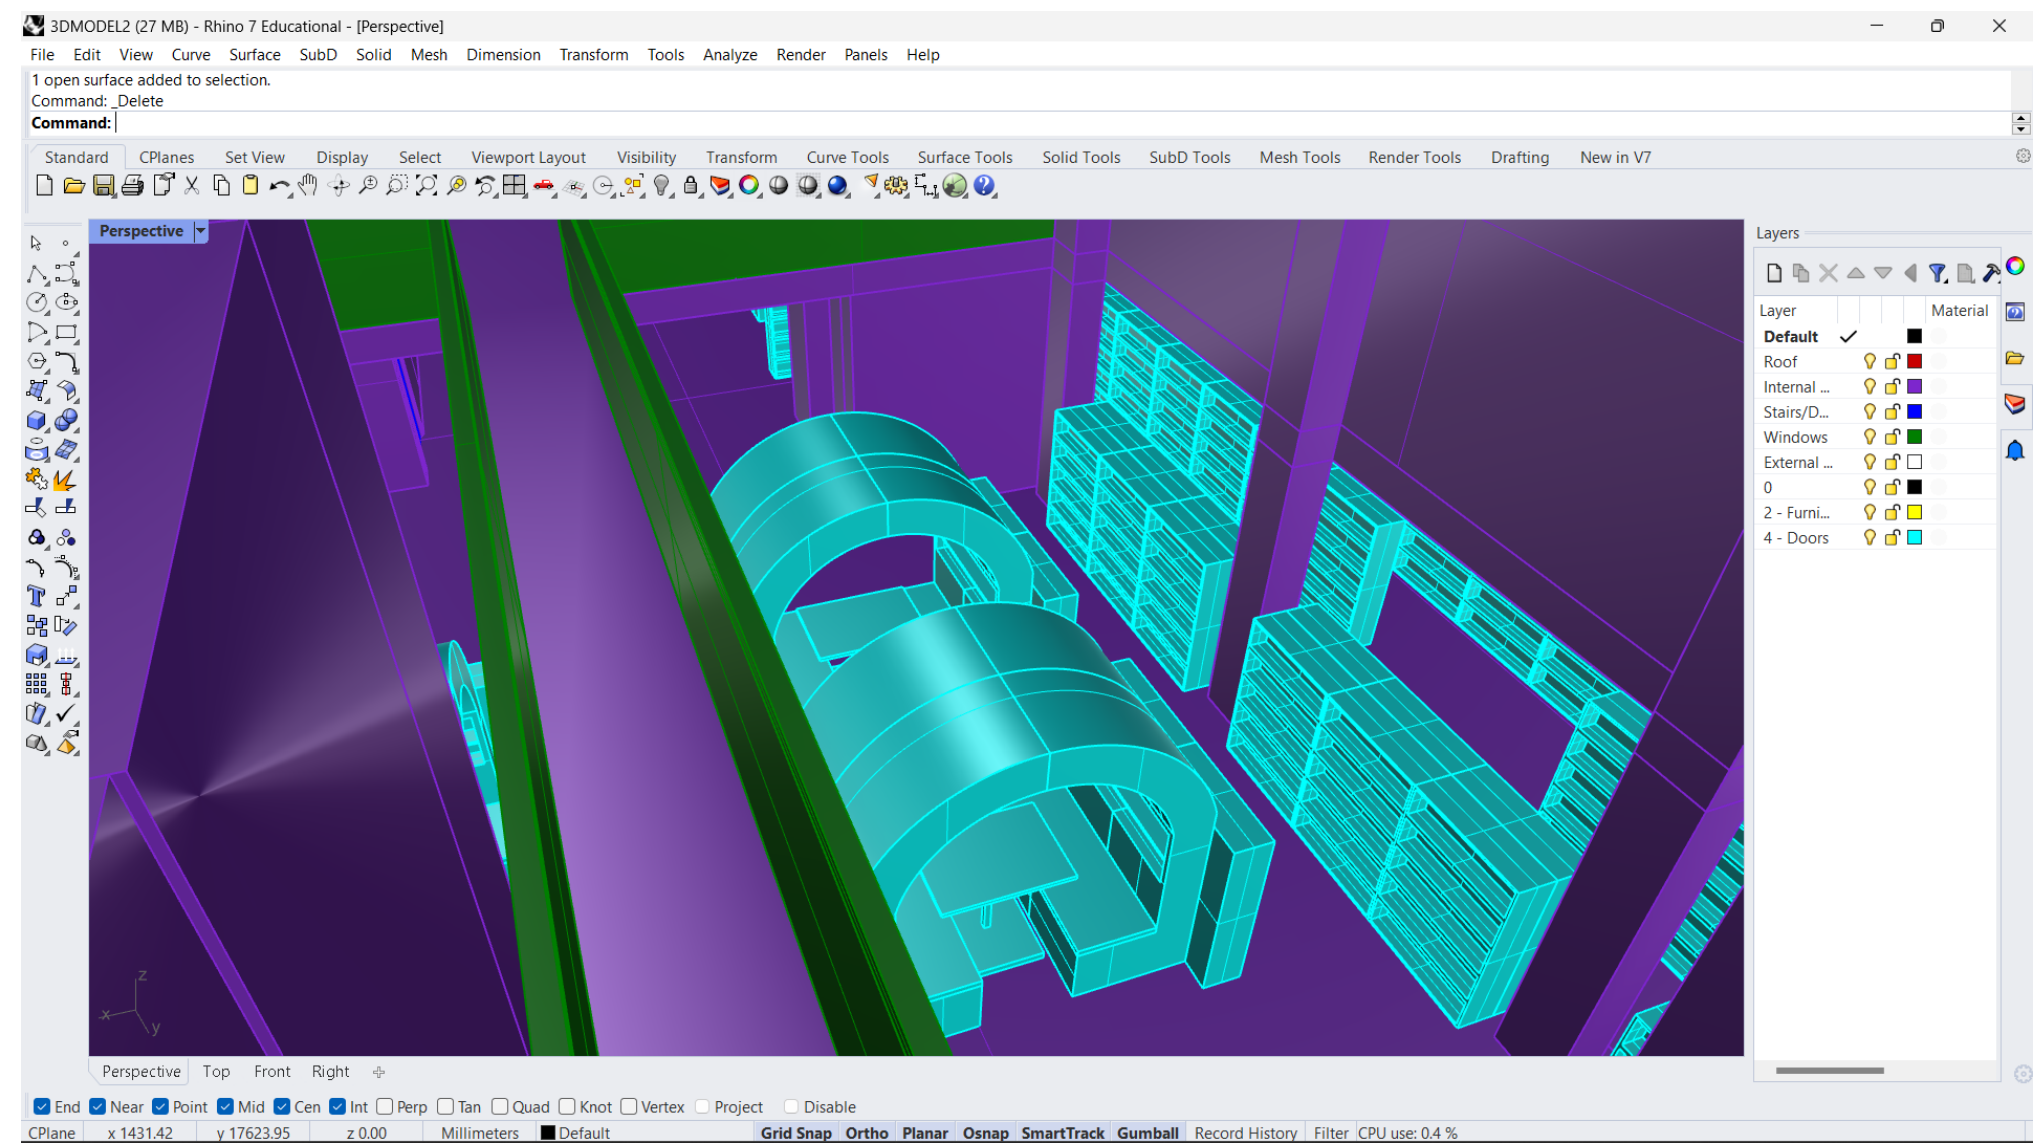 3DMODEL2 (27 MB) - Rhino 7 Educational - [Perspective]
File Edit View Curve Surface SubD Solid Mesh Dimension Transform Tools Analyze Render Panels Help
1 open surface added to selection.
Command: _Delete
Command:
Standard CPlanes Set View Display Select Viewport Layout Visibility Transform Curve Tools Surface Tools Solid Tools SubD Tools Mesh Tools Render Tools Drafting New in V7
Perspective
Layers
Layer Material
Default
Roof
Internal ...
Stairs/D...
Windows
External ...
0
2 - Furni...
4 - Doors
z
x
y
Perspective Top Front Right
End Near Point Mid Cen Int Perp Tan Quad Knot Vertex Project Disable
CPlane x 1431.42 y 17623.95 z 0.00 Millimeters Default Grid Snap Ortho Planar Osnap SmartTrack Gumball Record History Filter CPU use: 0.4 %